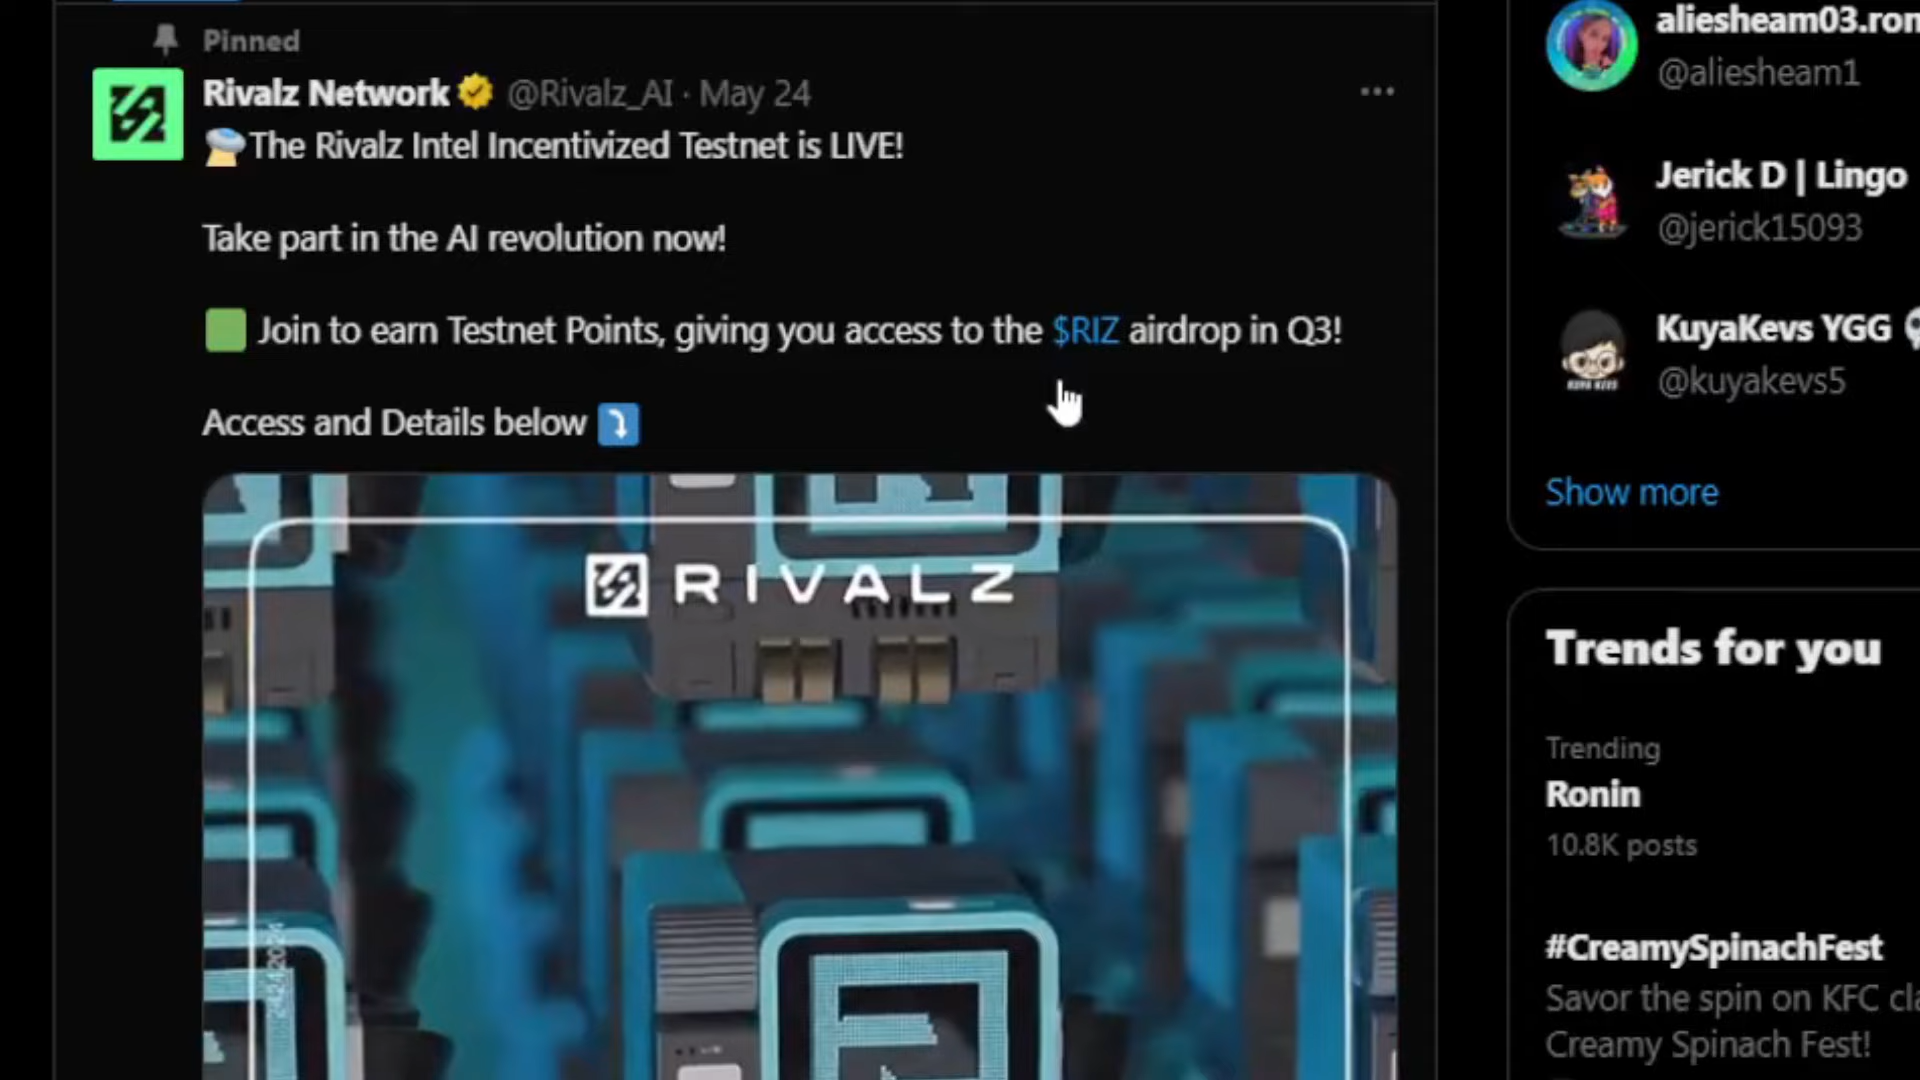 Pinned
Rivalz Network @Rivalz_AI · May 24
The Rivalz Intel Incentivized Testnet is LIVE!
Take part in the AI revolution now!
Join to earn Testnet Points, giving you access to the $RIZ airdrop in Q3!
Access and Details below
RIVALZ
aliesheam03.ron
@aliesheam1
Jerick D | Lingo
@jerick15093
KuyaKevs YGG
@kuyakevs5
Show more
Trends for you
Trending
Ronin
10.8K posts
#CreamySpinachFest
Savor the spin on KFC cla
Creamy Spinach Fest!